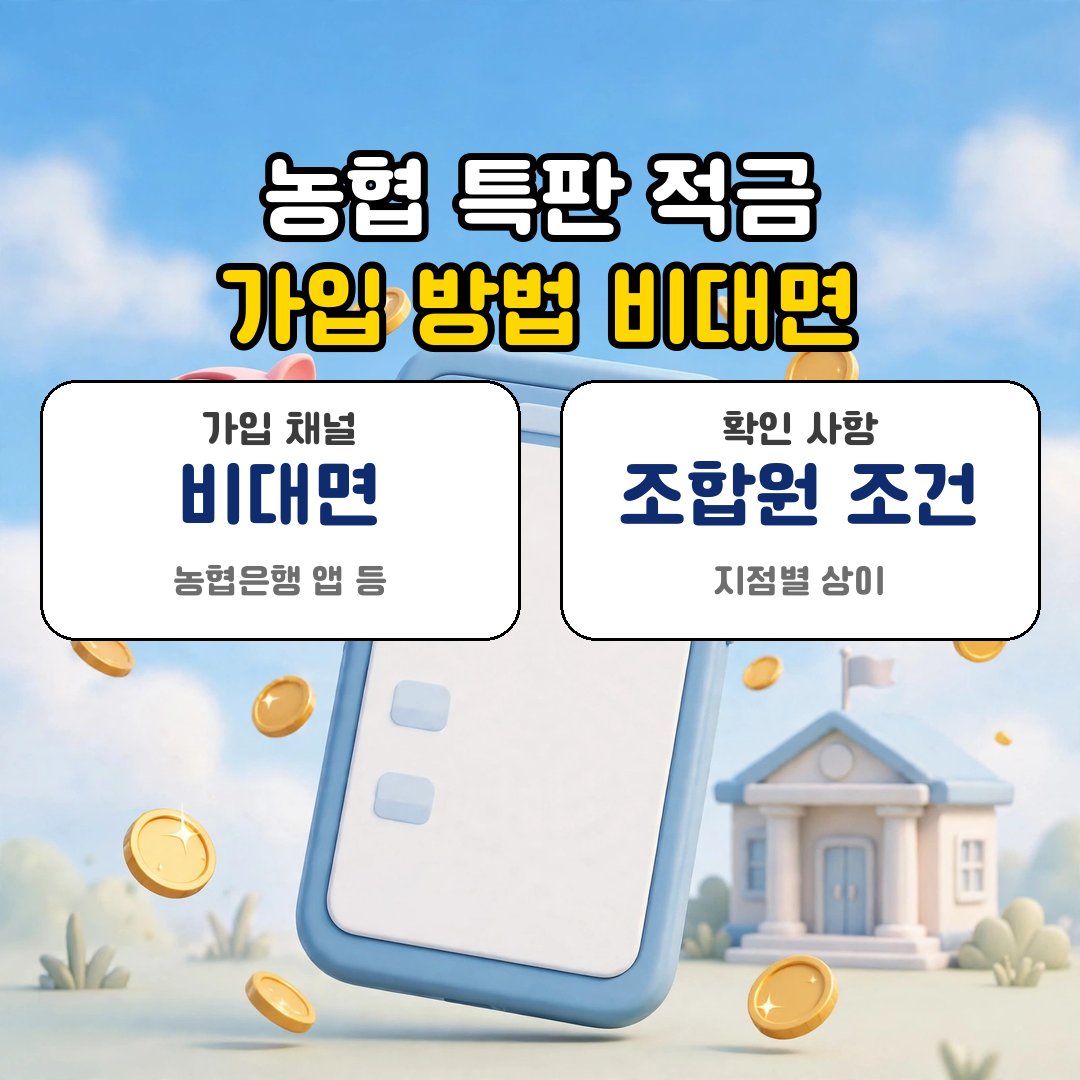 농협 특판 적금
가입 방법 비대면
가입 채널
비대면
농협은행 앱 등
확인 사항
조합원 조건
지점별 상이